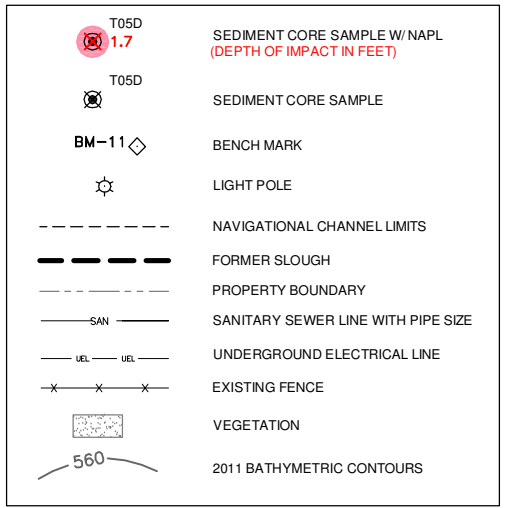 T05D
1.7
SEDIMENT CORE SAMPLE W/ NAPL
(DEPTH OF IMPACT IN FEET)
T05D
SEDIMENT CORE SAMPLE
BM-11
BENCH MARK
LIGHT POLE
NAVIGATIONAL CHANNEL LIMITS
FORMER SLOUGH
PROPERTY BOUNDARY
SAN
SANITARY SEWER LINE WITH PIPE SIZE
UEL UEL
UNDERGROUND ELECTRICAL LINE
X X X
EXISTING FENCE
VEGETATION
560
2011 BATHYMETRIC CONTOURS